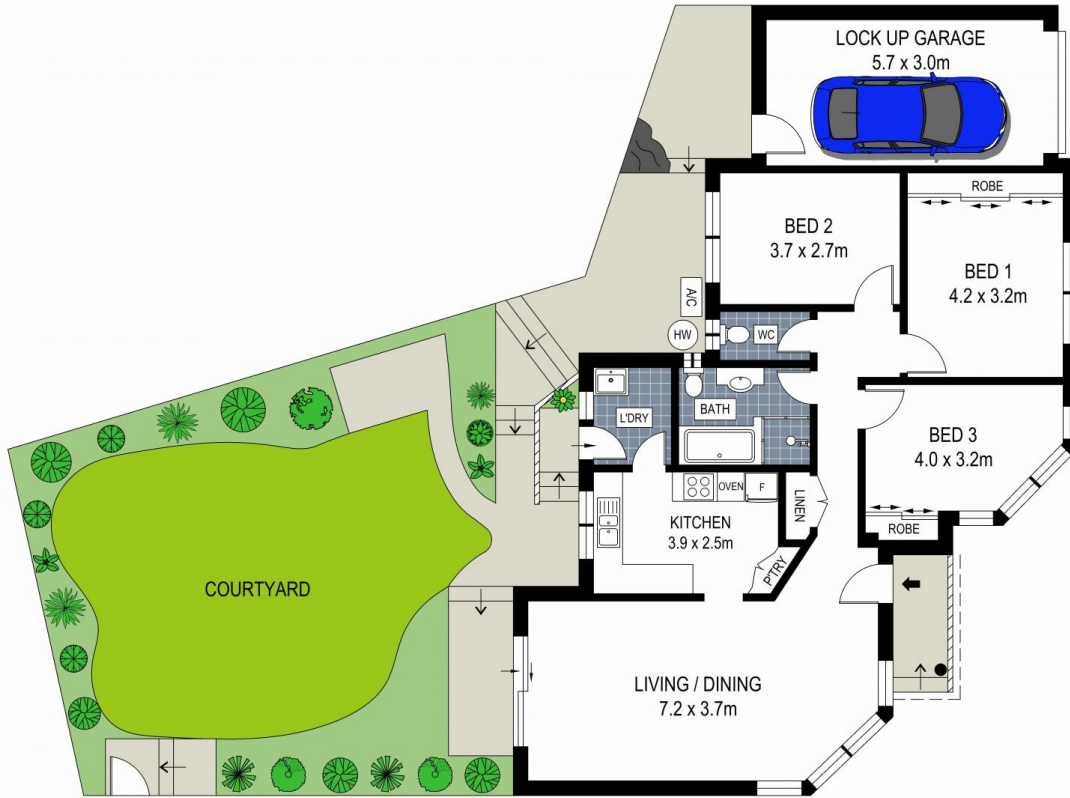 LOCK UP GARAGE
5.7 x 3.0m
ROBE
BED 2
3.7 x 2.7m
BED 1
4.2 x 3.2m
A/C
HW
WC
L'DRY
BATH
BED 3
4.0 x 3.2m
OVEN
F
LINEN
KITCHEN
3.9 x 2.5m
ROBE
P'TRY
COURTYARD
LIVING / DINING
7.2 x 3.7m